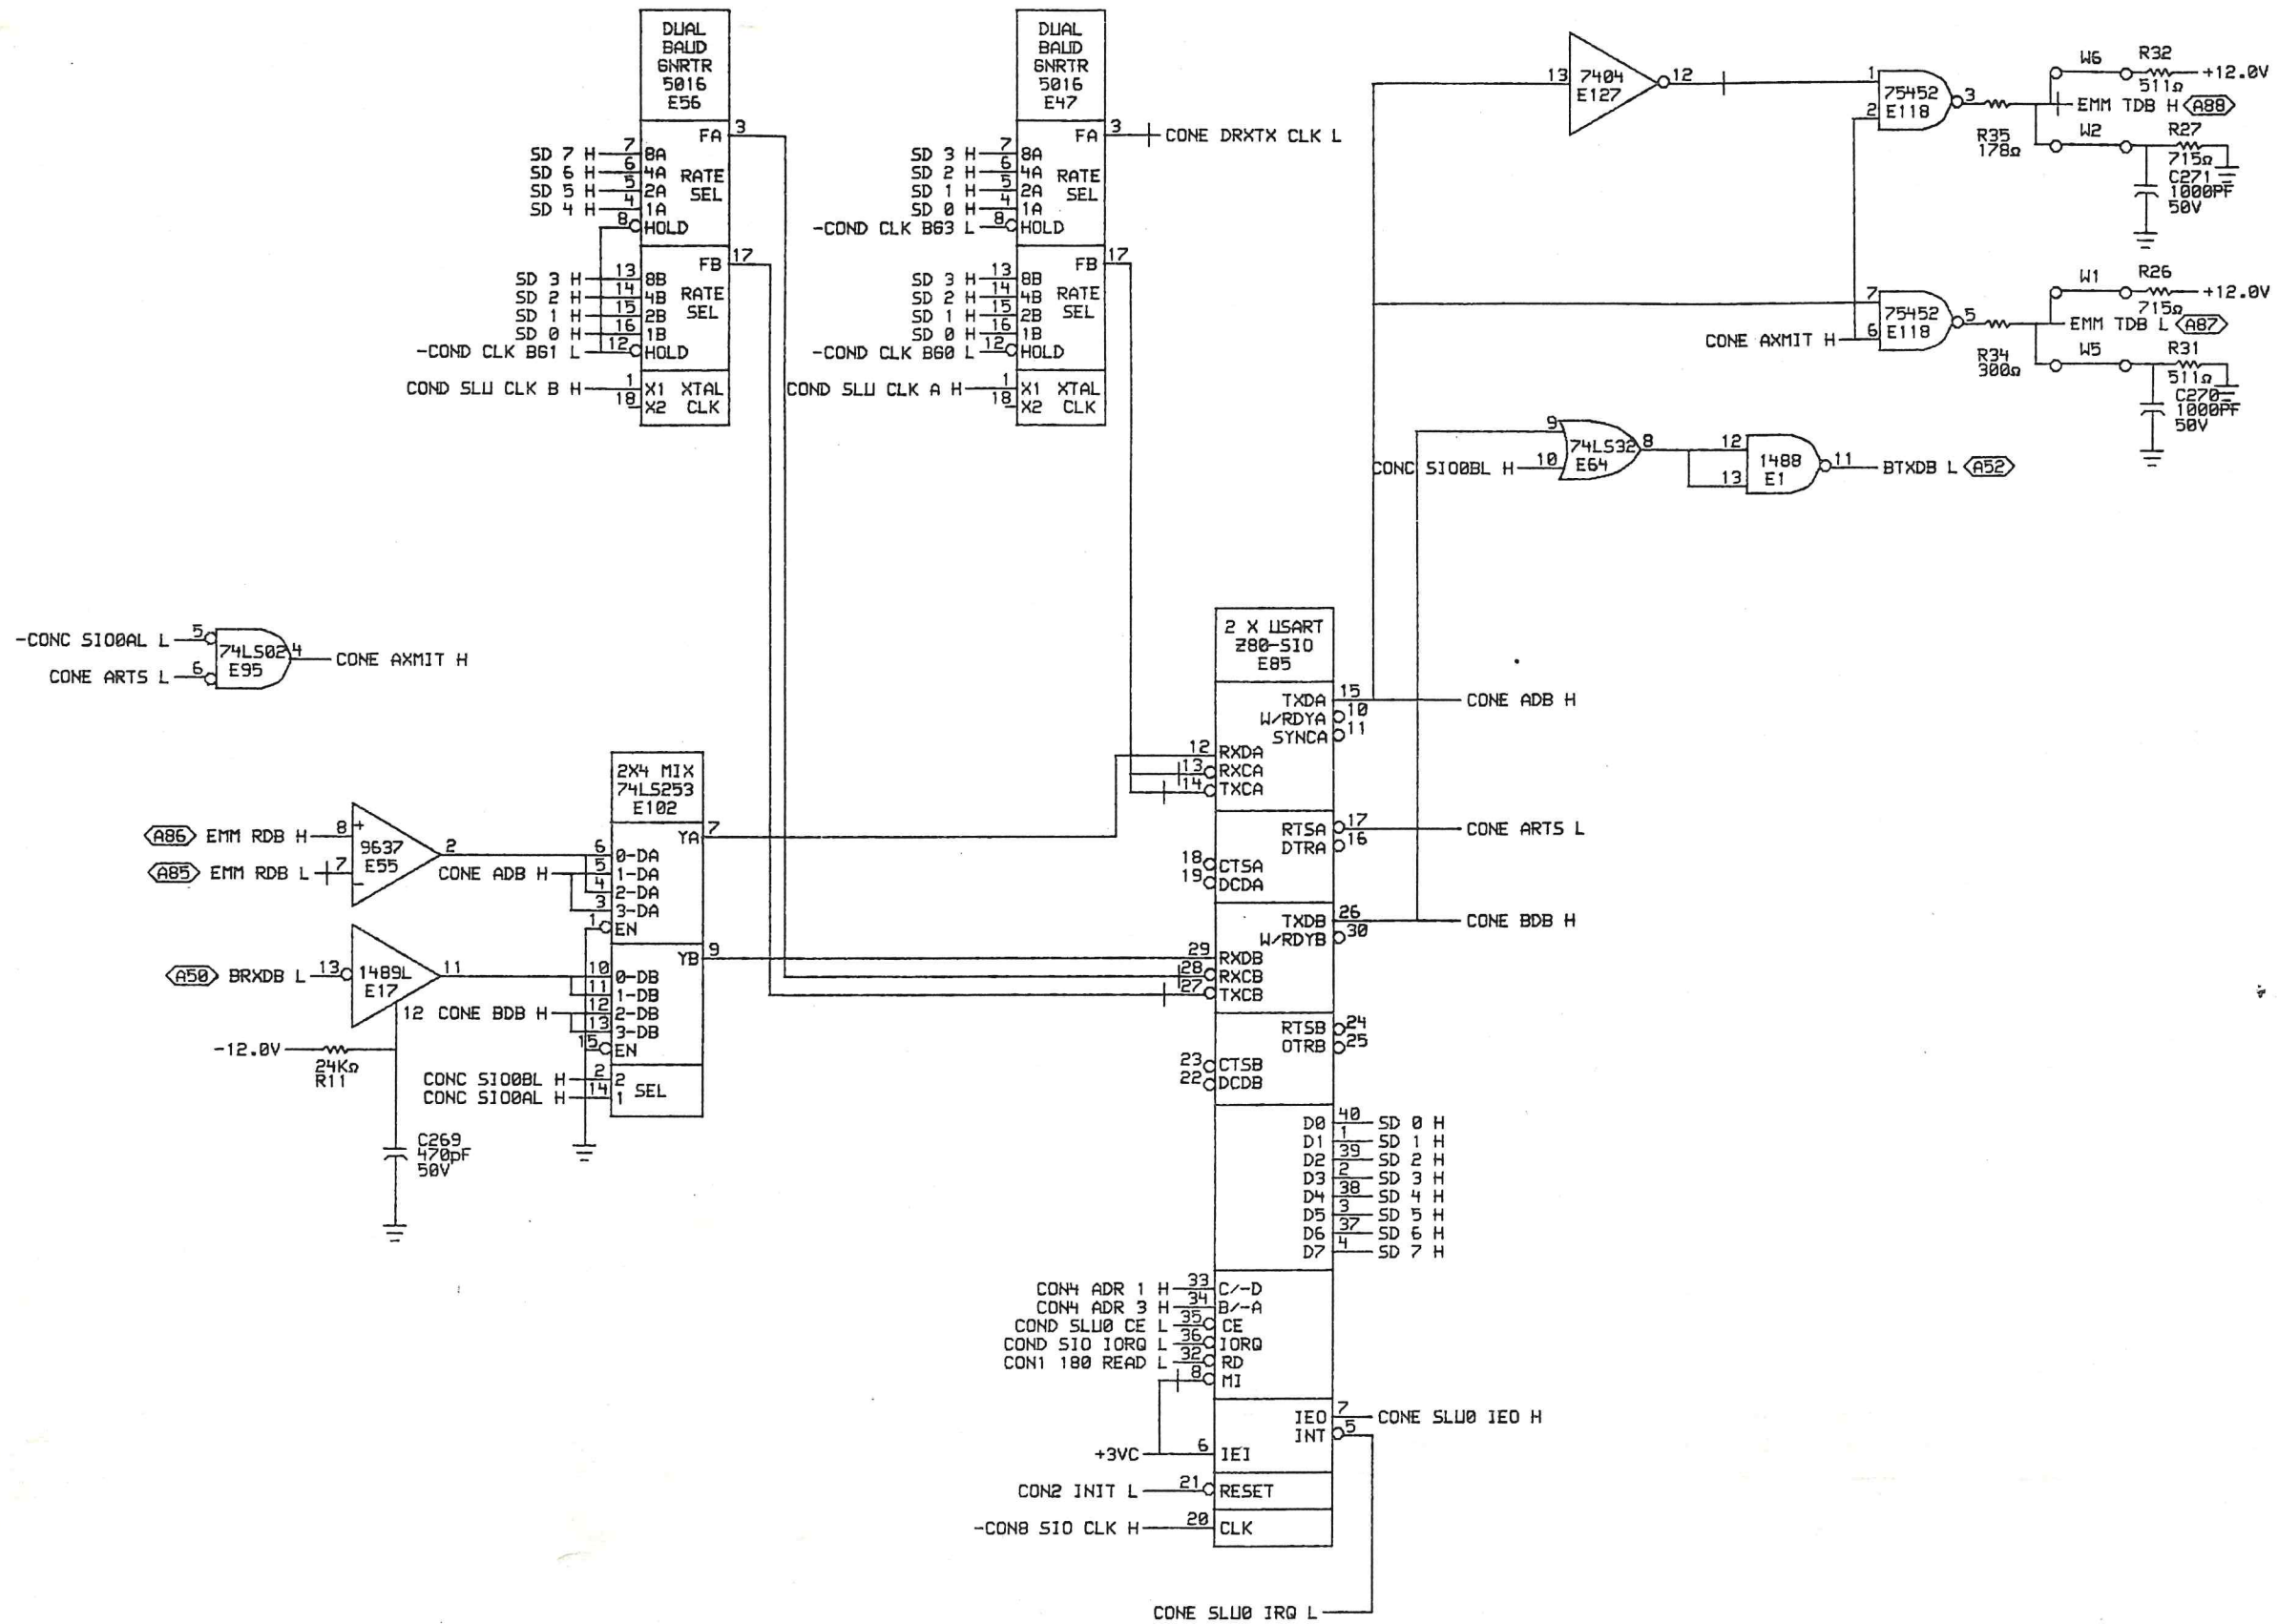 DUAL
BAUD
GNRTR
5016
E56
FA 3
SD 7 H 7 8A
SD 6 H 6 4A RATE
SD 5 H 5 2A SEL
SD 4 H 4 1A
8 HOLD
FB 17
SD 3 H 13 8B
SD 2 H 14 4B RATE
SD 1 H 15 2B SEL
SD 0 H 16 1B
-COND CLK BG1 L 12 HOLD
COND SLU CLK B H 1 X1 XTAL
18 X2 CLK
DUAL
BAUD
GNRTR
5016
E47
FA 3 CONE DRXTX CLK L
SD 3 H 7 8A
SD 2 H 6 4A RATE
SD 1 H 5 2A SEL
SD 0 H 4 1A
-COND CLK BG3 L 8 HOLD
FB 17
SD 3 H 13 8B
SD 2 H 14 4B RATE
SD 1 H 15 2B SEL
SD 0 H 16 1B
-COND CLK BG0 L 12 HOLD
COND SLU CLK A H 1 X1 XTAL
18 X2 CLK
13 7404 12
E127
1 75452 3
2 E118
R35
178Ω
W6 R32
511Ω +12.0V
EMM TDB H A88
W2 R27
715Ω
C271
1000PF
50V
7 75452 5
CONE AXMIT H 6 E118
R34
300Ω
W1 R26
715Ω +12.0V
EMM TDB L A87
W5 R31
511Ω
C270
1000PF
50V
9 74LS32 8
CONC SIO0BL H 10 E64
12 1488 11 BTXDB L A52
13 E1
-CONC SIO0AL L 5 74LS02 4 CONE AXMIT H
CONE ARTS L 6 E95
A86 EMM RDB H 8 + 9637 2
A85 EMM RDB L 7 - E55
A50 BRXDB L 13 1489L 11
E17
12
-12.0V
24KΩ
R11
C269
470pF
50V
2X4 MIX
74LS253
E102
YA 7
6 0-DA
CONE ADB H 5 1-DA
4 2-DA
3 3-DA
1 EN
YB 9
10 0-DB
11 1-DB
CONE BDB H 12 2-DB
13 3-DB
15 EN
CONC SIO0BL H 2 2 SEL
CONC SIO0AL H 14 1
2 X USART
Z80-SIO
E85
TXDA 15 CONE ADB H
W/RDYA 10
SYNCA 11
12 RXDA
13 RXCA
14 TXCA
RTSA 17 CONE ARTS L
DTRA 16
18 CTSA
19 DCDA
TXDB 26 CONE BDB H
W/RDYB 30
29 RXDB
28 RXCB
27 TXCB
RTSB 24
OTRB 25
23 CTSB
22 DCDB
D0 40 SD 0 H
D1 1 SD 1 H
D2 39 SD 2 H
D3 2 SD 3 H
D4 38 SD 4 H
D5 3 SD 5 H
D6 37 SD 6 H
D7 4 SD 7 H
CON4 ADR 1 H 33 C/-D
CON4 ADR 3 H 34 B/-A
COND SLU0 CE L 35 CE
COND SIO IORQ L 36 IORQ
CON1 180 READ L 32 RD
8 MI
IEO 7 CONE SLU0 IEO H
INT 5
+3VC 6 IEI
CON2 INIT L 21 RESET
-CON8 SIO CLK H 20 CLK
CONE SLU0 IRQ L